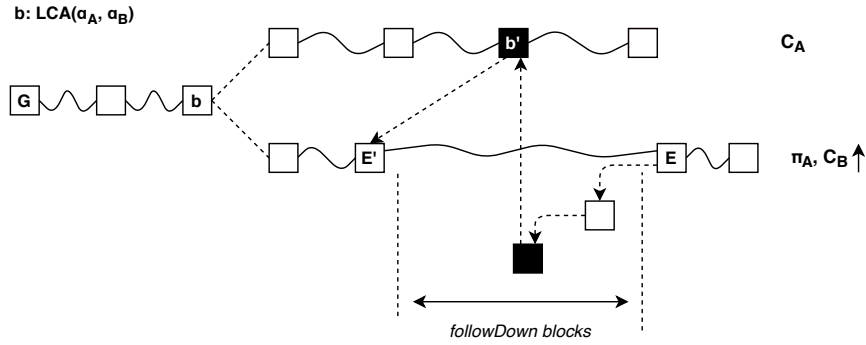 b: LCA(α_A, α_B)
b'
C_A
G
b
E'
E
π_A, C_B ↑
followDown blocks